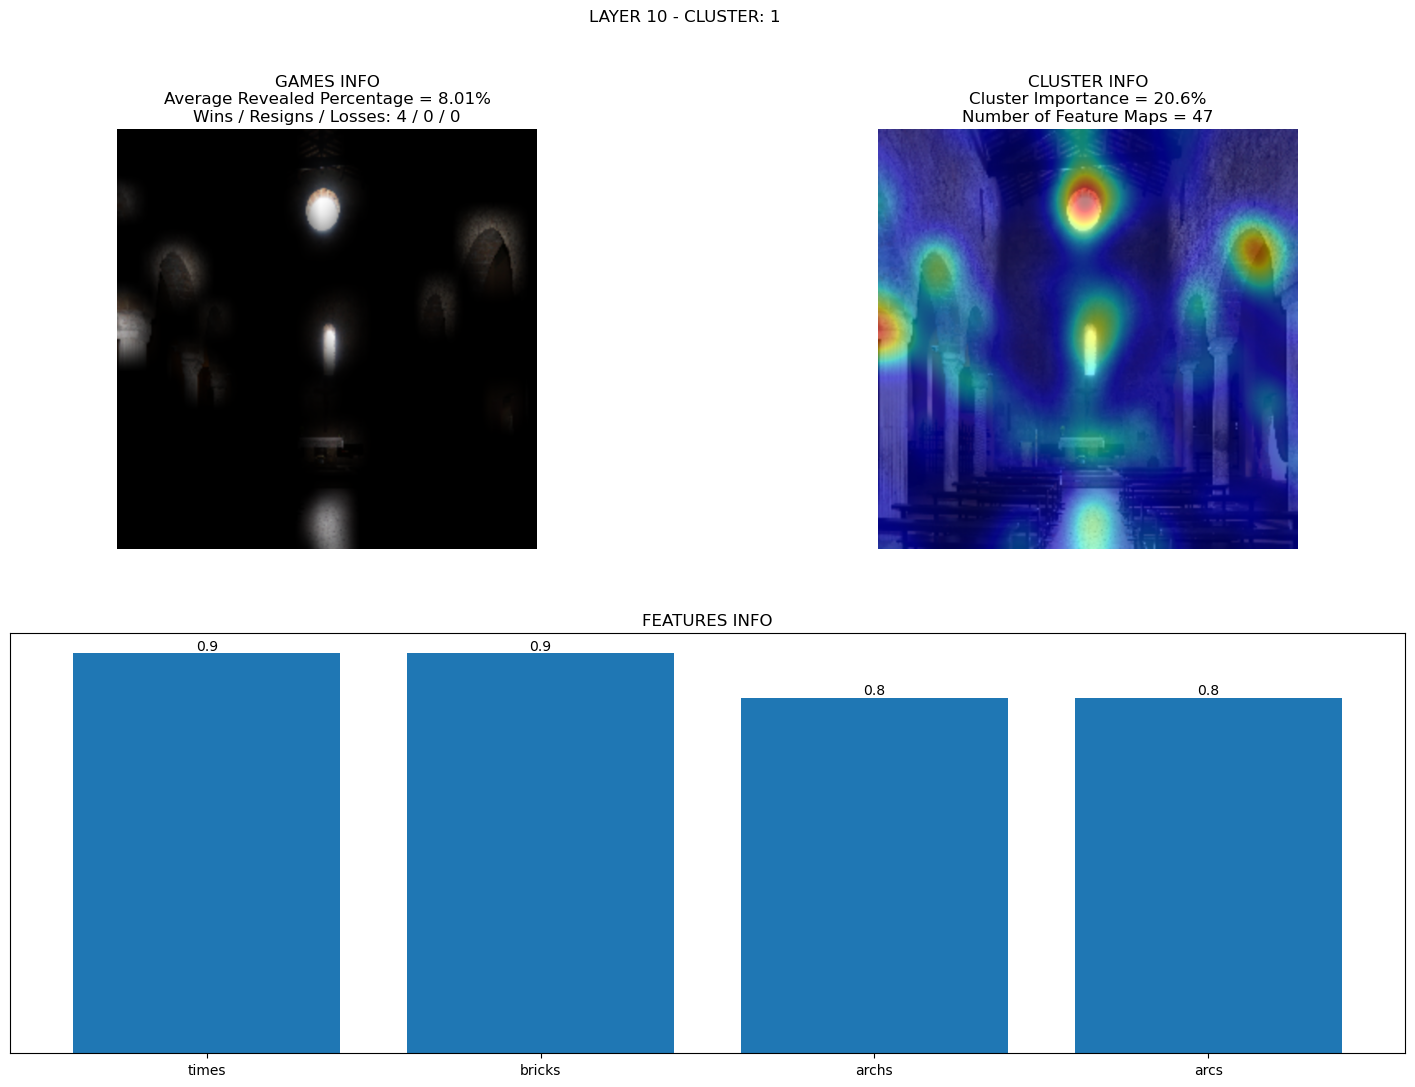 LAYER 10 - CLUSTER: 1
GAMES INFO
Average Revealed Percentage = 8.01%
Wins / Resigns / Losses: 4 / 0 / 0
CLUSTER INFO
Cluster Importance = 20.6%
Number of Feature Maps = 47
FEATURES INFO
0.9
0.9
0.8
0.8
times
bricks
archs
arcs